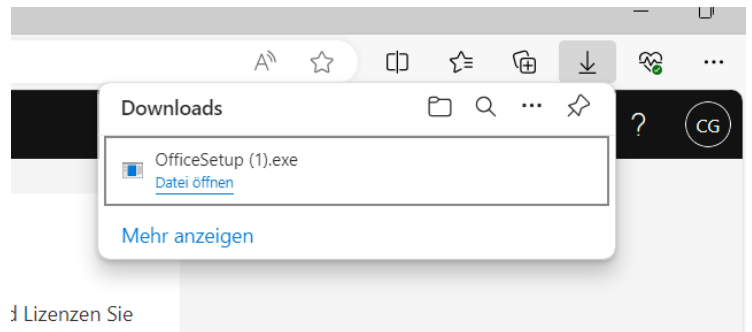 Downloads
?
CG
OfficeSetup (1).exe
Datei öffnen
Mehr anzeigen
d Lizenzen Sie